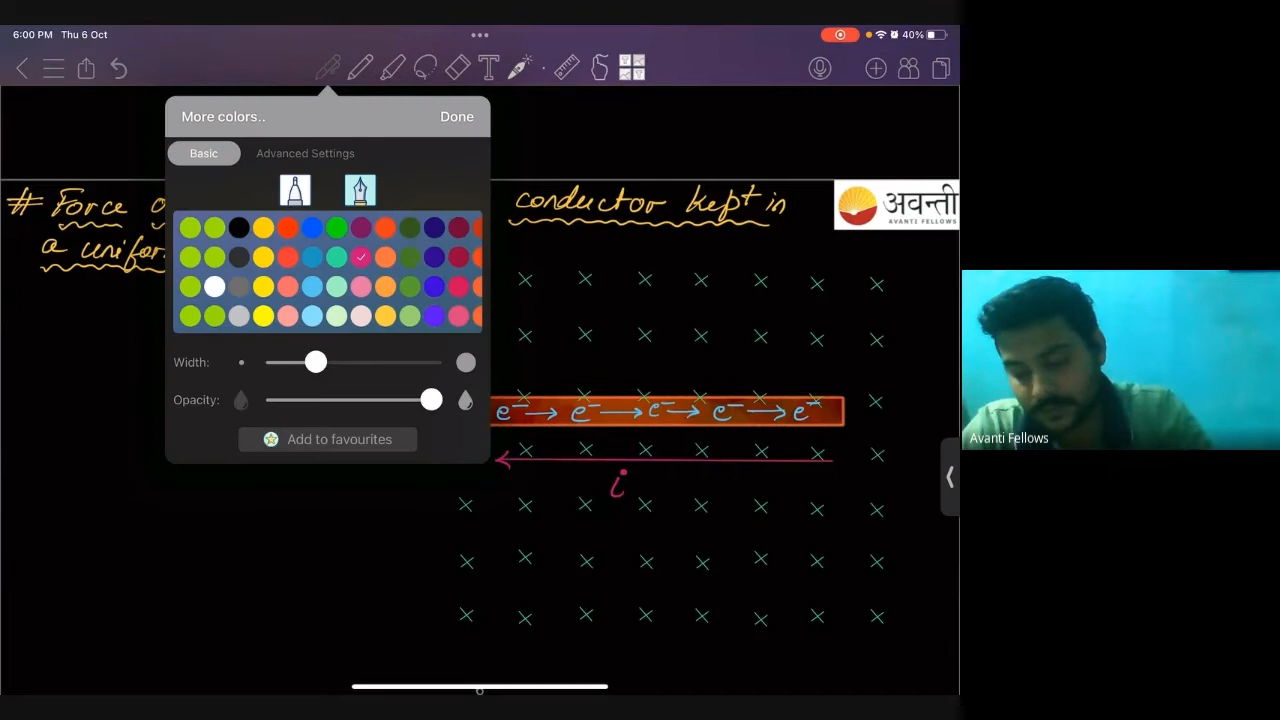 6:00 PM Thu 6 Oct
40%
T
More colors..
Done
Basic
Advanced Settings
# Force
conductor kept in
a unifor
अवन्ती
AVANTI FELLOWS
Width:
Opacity:
Add to favourites
e⁻ → e⁻ → e⁻ → e⁻ → e⁻
i
Avanti Fellows
6